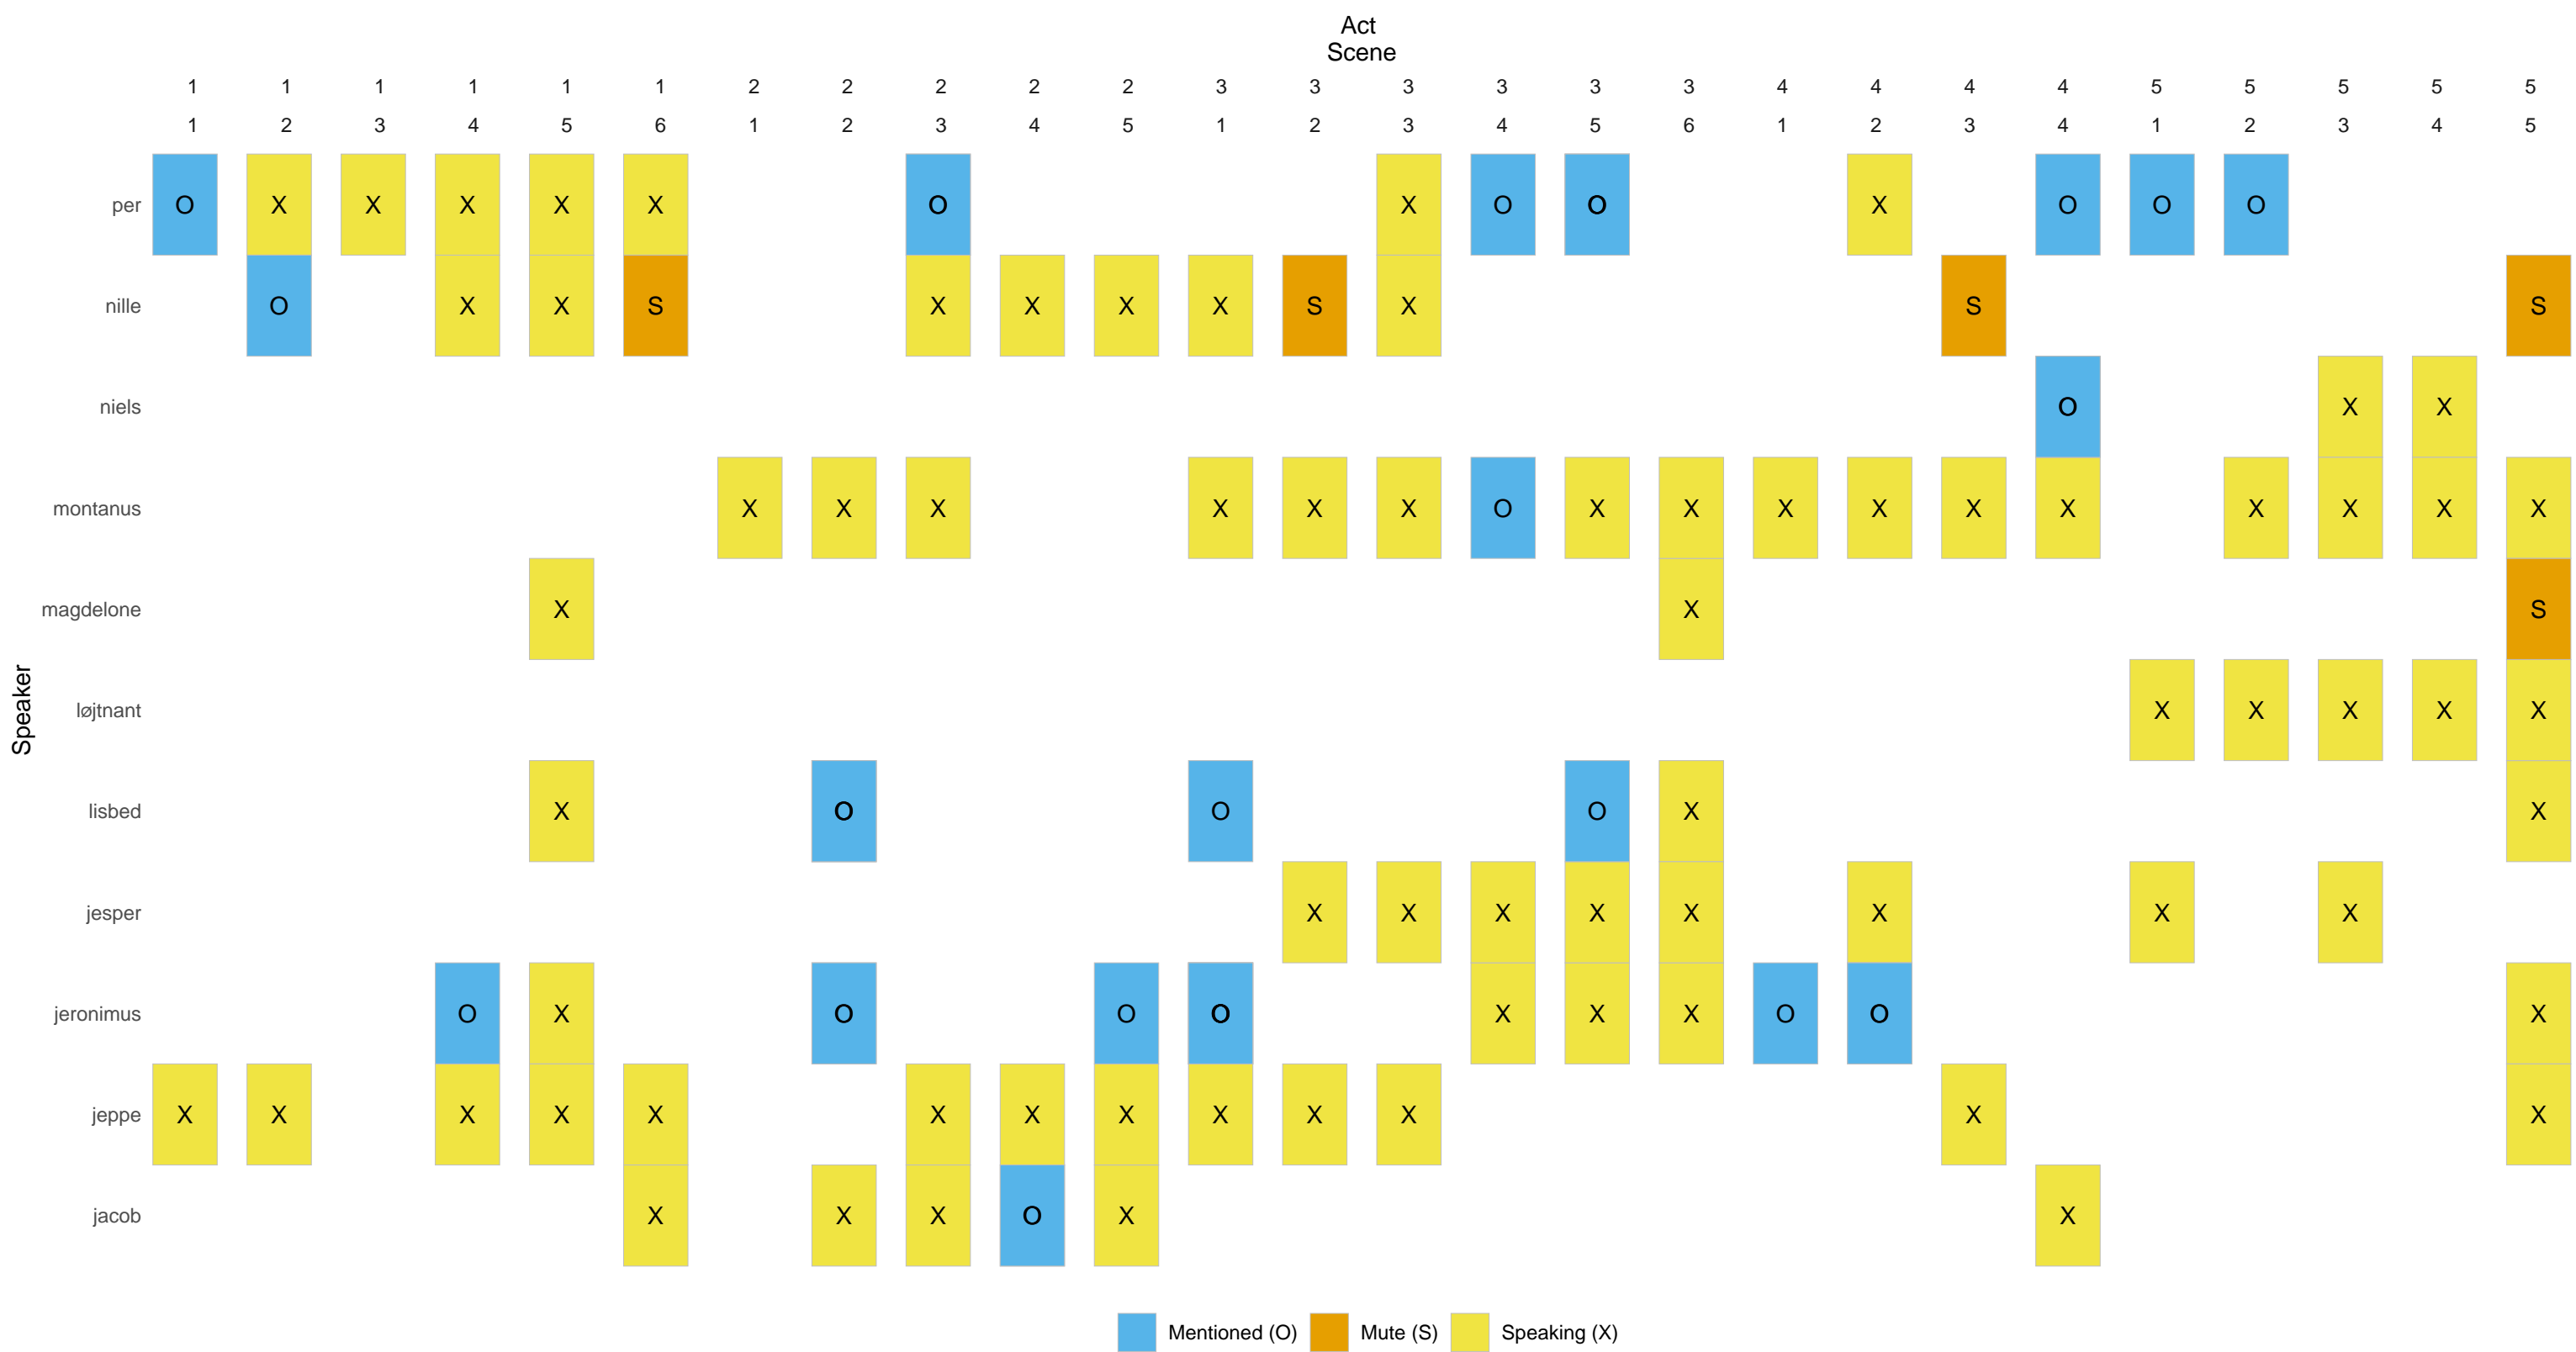 Act
Scene
1 1 1 1 1 1 2 2 2 2 2 3 3 3 3 3 3 4 4 4 4 5 5 5 5 5
1 2 3 4 5 6 1 2 3 4 5 1 2 3 4 5 6 1 2 3 4 1 2 3 4 5
per O X X X X X O X O O X O O O
nille O X X S X X X X S X S S
niels O X X
montanus X X X X X X O X X X X X X X X X X
magdelone X X S
Speaker
løjtnant X X X X X
lisbed X O O O X X
jesper X X X X X X X X
jeronimus O X O O O X X X O O X
jeppe X X X X X X X X X X X X X
jacob X X X O X X
Mentioned (O) Mute (S) Speaking (X)